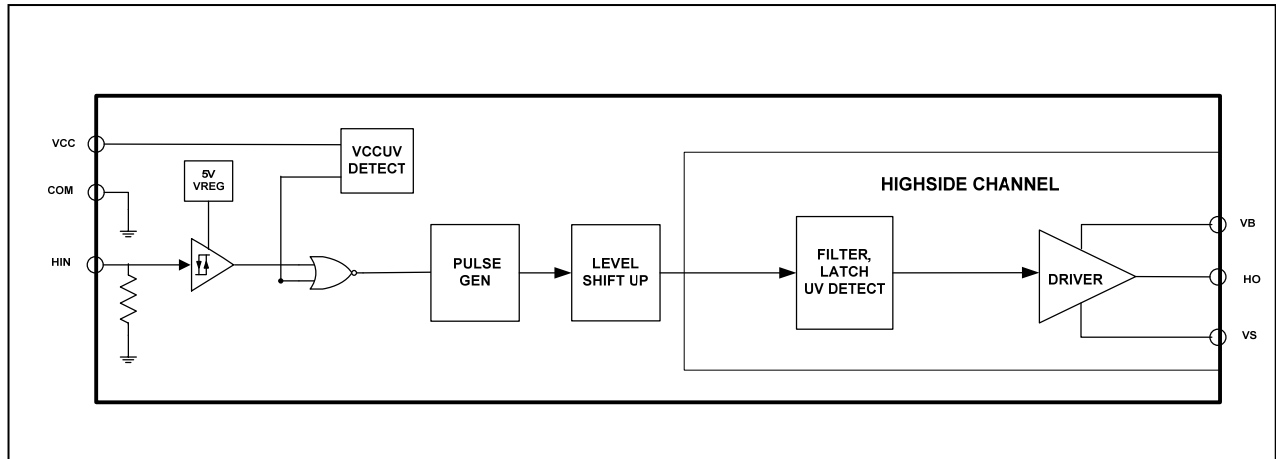 VCC
VCCUV
DETECT
5V
VREG
COM
HIGHSIDE CHANNEL
HIN
PULSE
GEN
LEVEL
SHIFT UP
FILTER,
LATCH
UV DETECT
DRIVER
VB
HO
VS